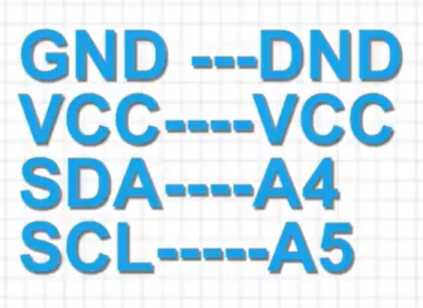 GND ---DND
VCC----VCC
SDA----A4
SCL-----A5